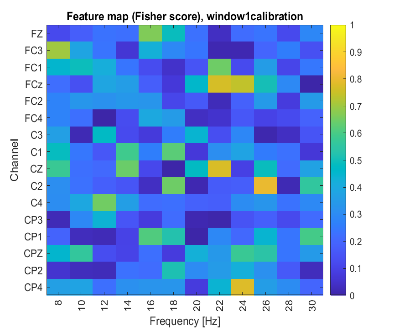 Feature map (Fisher score), window1calibration
FZ
FC3
FC1
FCz
FC2
FC4
C3
C1
CZ
C2
C4
CP3
CP1
CPZ
CP2
CP4
Channel
8 10 12 14 16 18 20 22 24 26 28 30
Frequency [Hz]
1
0.9
0.8
0.7
0.6
0.5
0.4
0.3
0.2
0.1
0